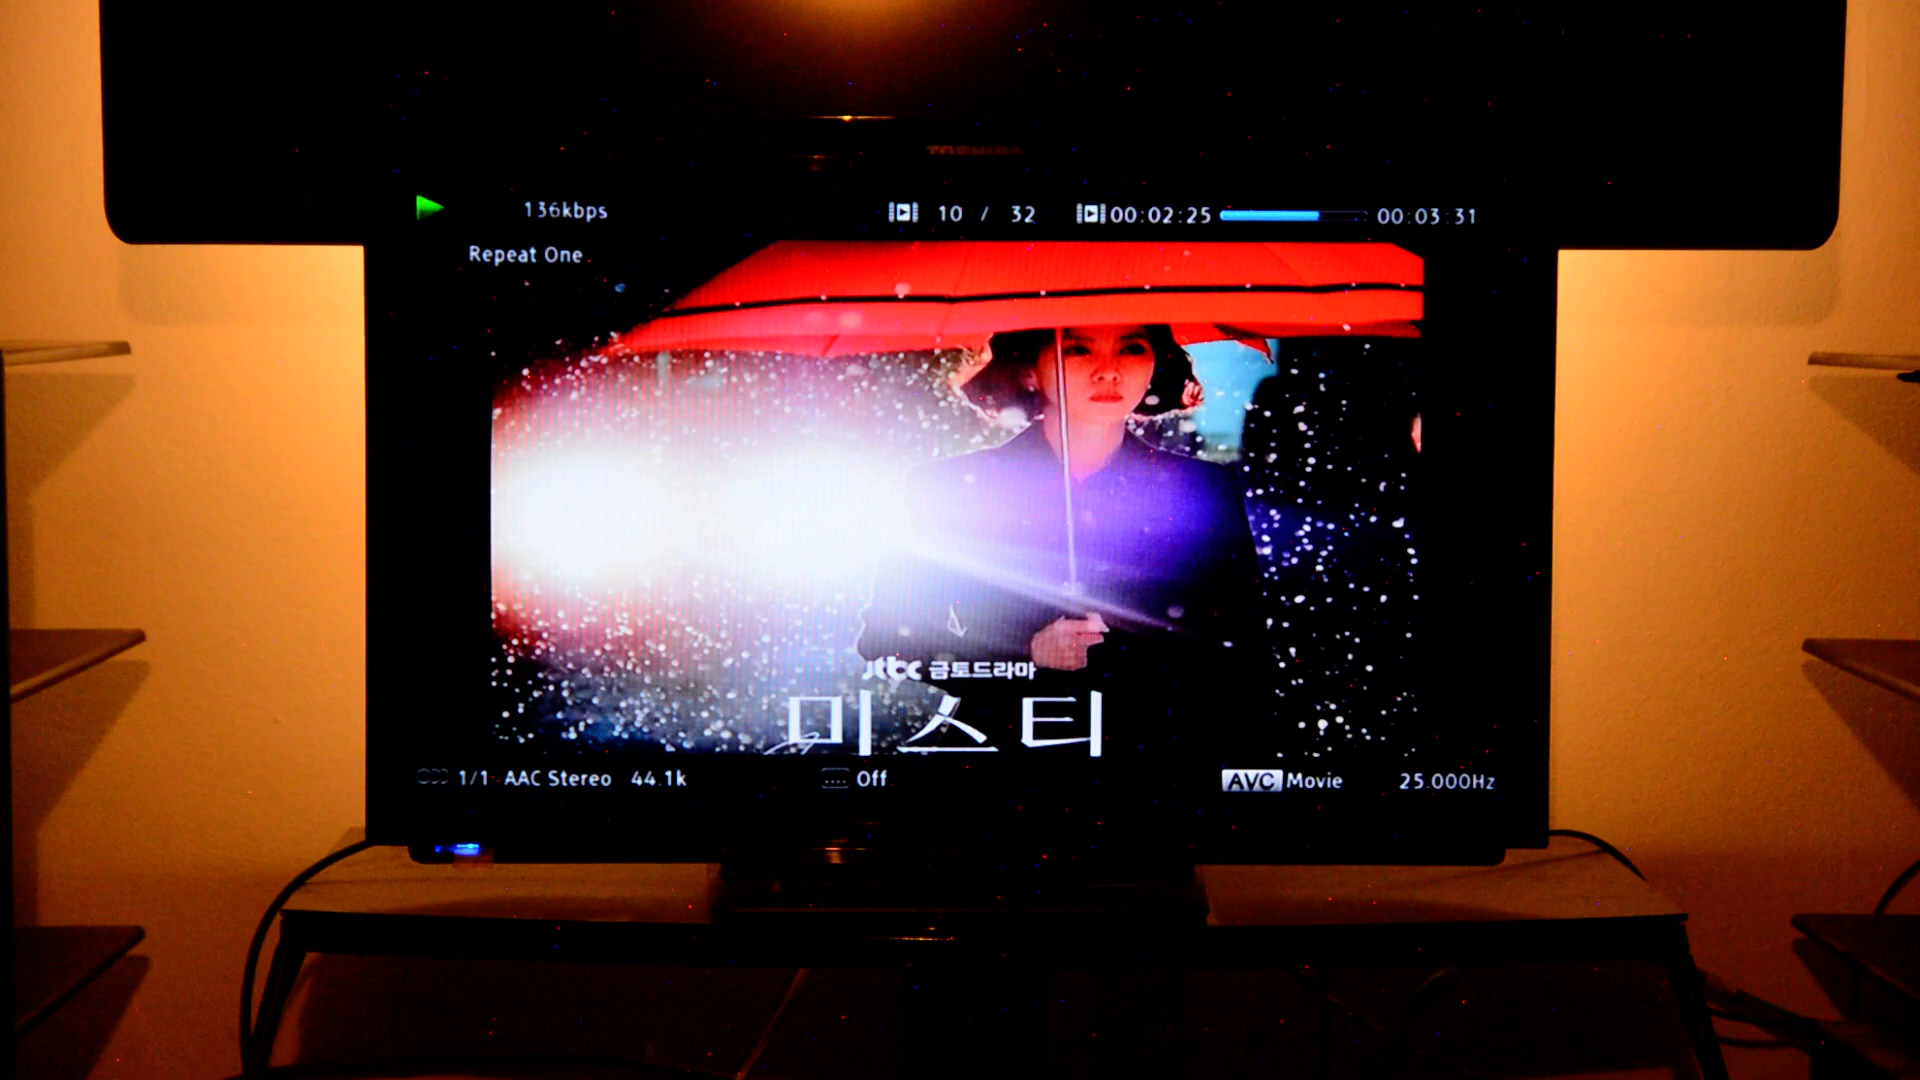 TOSHIBA
136kbps 10 / 32 00:02:25 00:03:31
Repeat One
jtbc 금토드라마
미스티
1/1 AAC Stereo 44.1k Off AVC Movie 25.000Hz